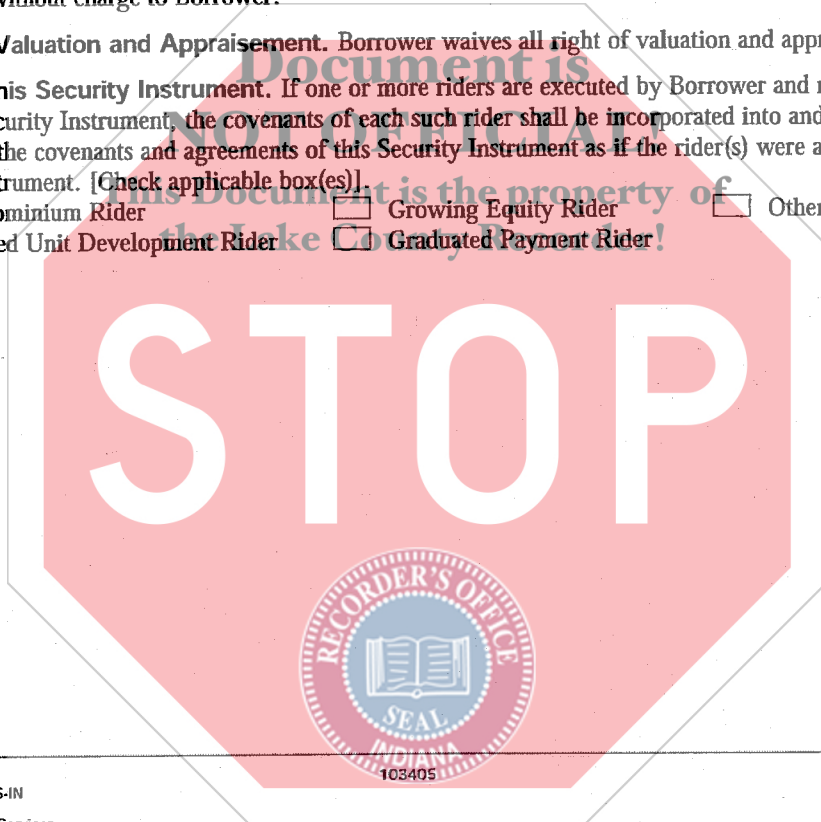 without charge to Borrower.
Valuation and Appraisement. Borrower waives all right of valuation and appr
his Security Instrument. If one or more riders are executed by Borrower and r
curity Instrument, the covenants of each such rider shall be incorporated into and
the covenants and agreements of this Security Instrument as if the rider(s) were a
trument. [Check applicable box(es)].
ominium Rider Growing Equity Rider Other
ed Unit Development Rider Graduated Payment Rider
Document is
NOT OFFICIAL!
This Document is the property of
the Lake County Recorder!
STOP
RECORDER'S OFFICE
SEAL
INDIANA
103405
S-IN